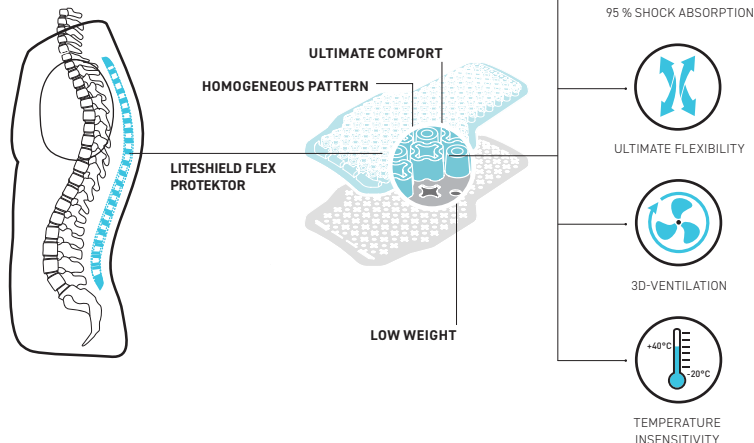 95 % SHOCK ABSORPTION
ULTIMATE COMFORT
HOMOGENEOUS PATTERN
ULTIMATE FLEXIBILITY
LITESHIELD FLEX
PROTEKTOR
3D-VENTILATION
LOW WEIGHT
+40°C
-20°C
TEMPERATURE
INSENSITIVITY